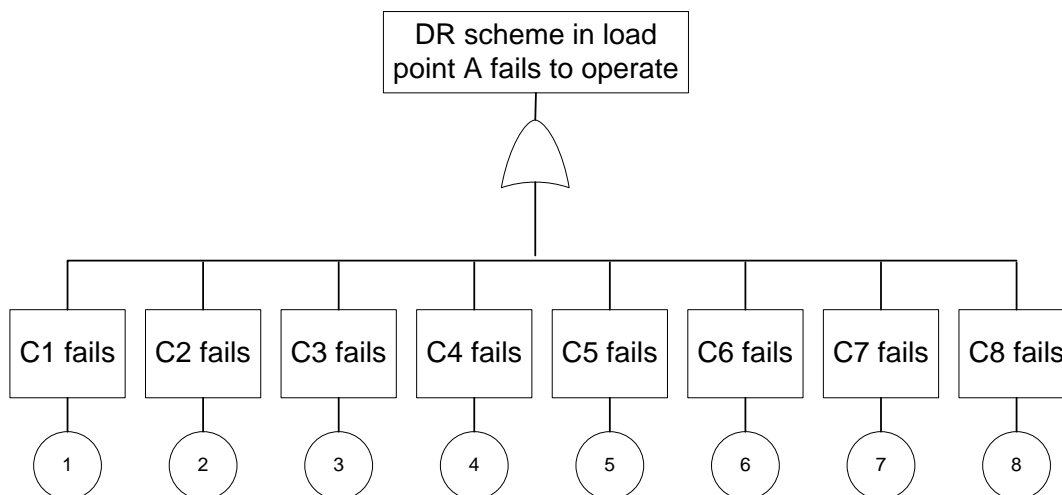 DR scheme in load
point A fails to operate
C1 fails
C2 fails
C3 fails
C4 fails
C5 fails
C6 fails
C7 fails
C8 fails
1
2
3
4
5
6
7
8